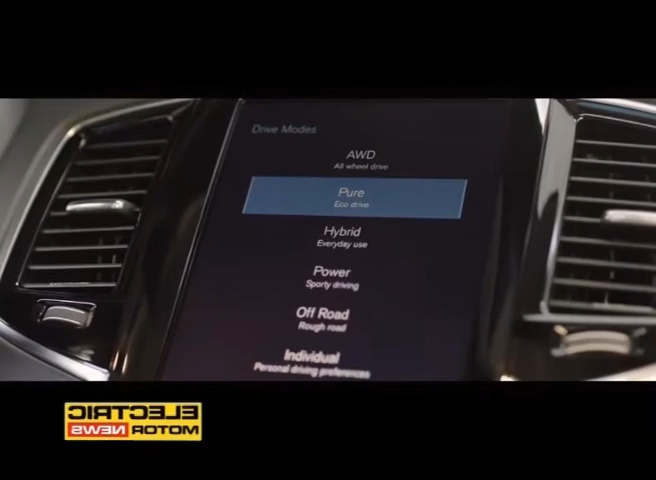 Drive Modes
AWD
All wheel drive
Pure
Eco drive
Hybrid
Everyday use
Power
Sporty driving
Off Road
Rough road
Individual
Personal driving preferences
ELECTRIC
MOTOR NEWS